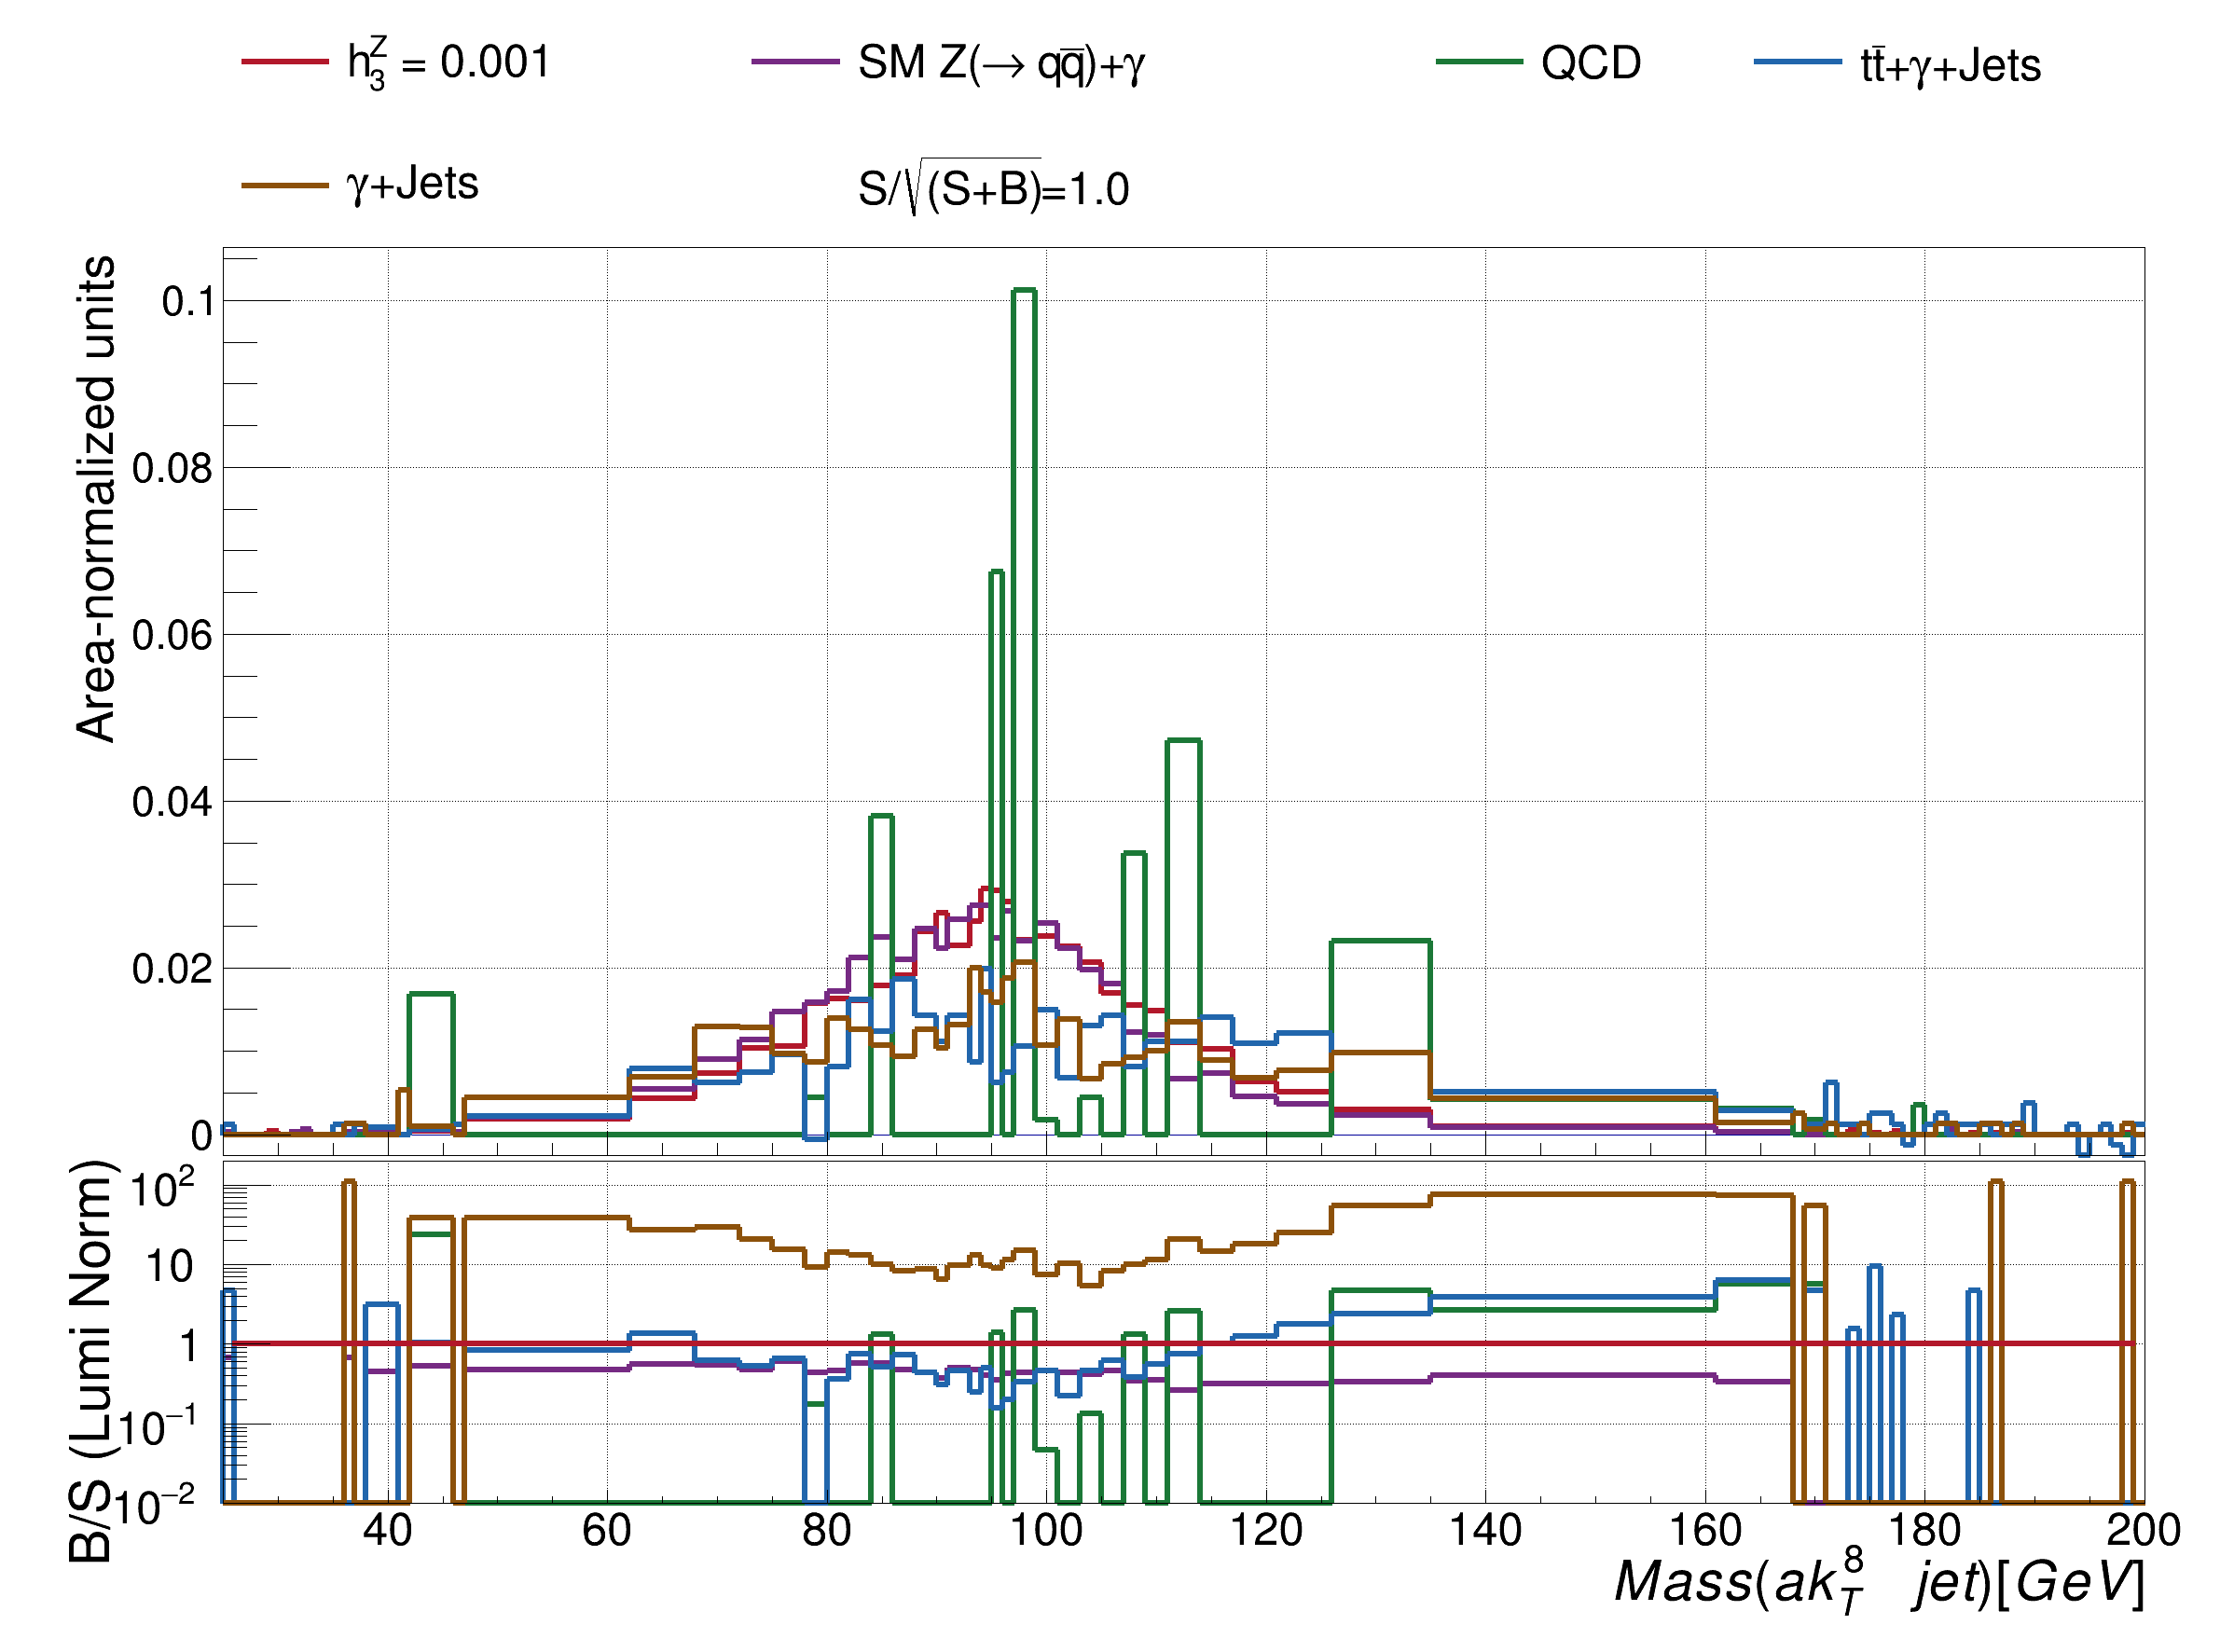 h₃ᶻ = 0.001
SM Z(→ qq̅)+γ
QCD
tt̅+γ+Jets
γ+Jets
S/√(S+B)=1.0
Area-normalized units
0.1
0.08
0.06
0.04
0.02
0
B/S (Lumi Norm)
10²
10
1
10⁻¹
10⁻²
40 60 80 100 120 140 160 180 200
Mass(ak_T^8 jet)[GeV]